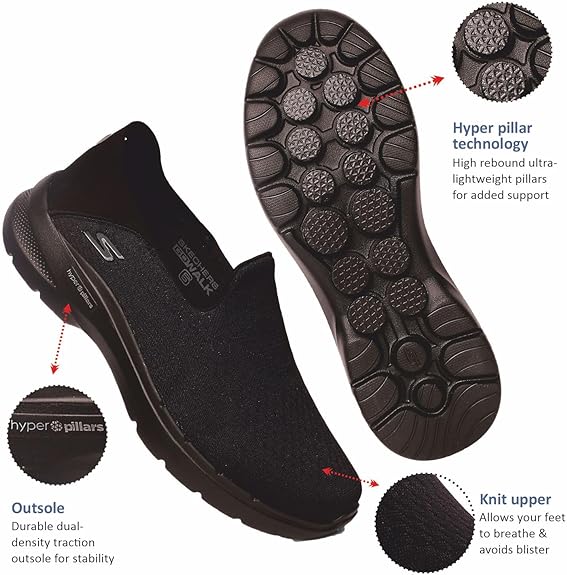 Hyper pillar
technology
High rebound ultra-
lightweight pillars
for added support
SKECHERS
GOWALK
6
hyper pillars
hyper pillars
Outsole
Durable dual-
density traction
outsole for stability
Knit upper
Allows your feet
to breathe &
avoids blister